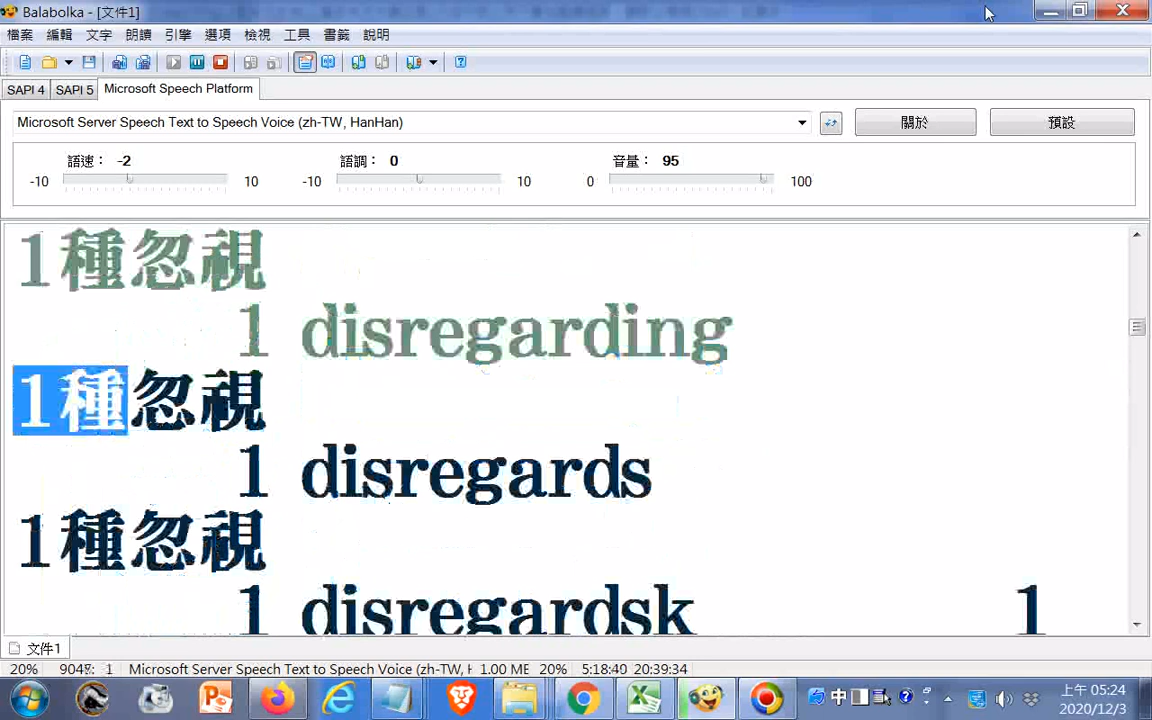 Balabolka - [文件1]
檔案 編輯 文字 朗讀 引擎 選項 檢視 工具 書籤 說明
SAPI 4 SAPI 5 Microsoft Speech Platform
Microsoft Server Speech Text to Speech Voice (zh-TW, HanHan) 關於 預設
語速： -2 語調： 0 音量： 95
-10 10 -10 10 0 100
1種忽視
1 disregarding
1種忽視
1 disregards
1種忽視
1 disregardsk 1
文件1
20% 1 Microsoft Server Speech Text to Speech Voice (zh-TW, 1.00 ME 20% 5:18:40 20:39:34
中 上午 05:24
2020/12/3